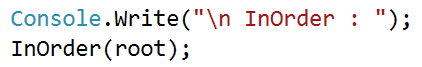 Console.Write("\n InOrder : ");
InOrder(root);